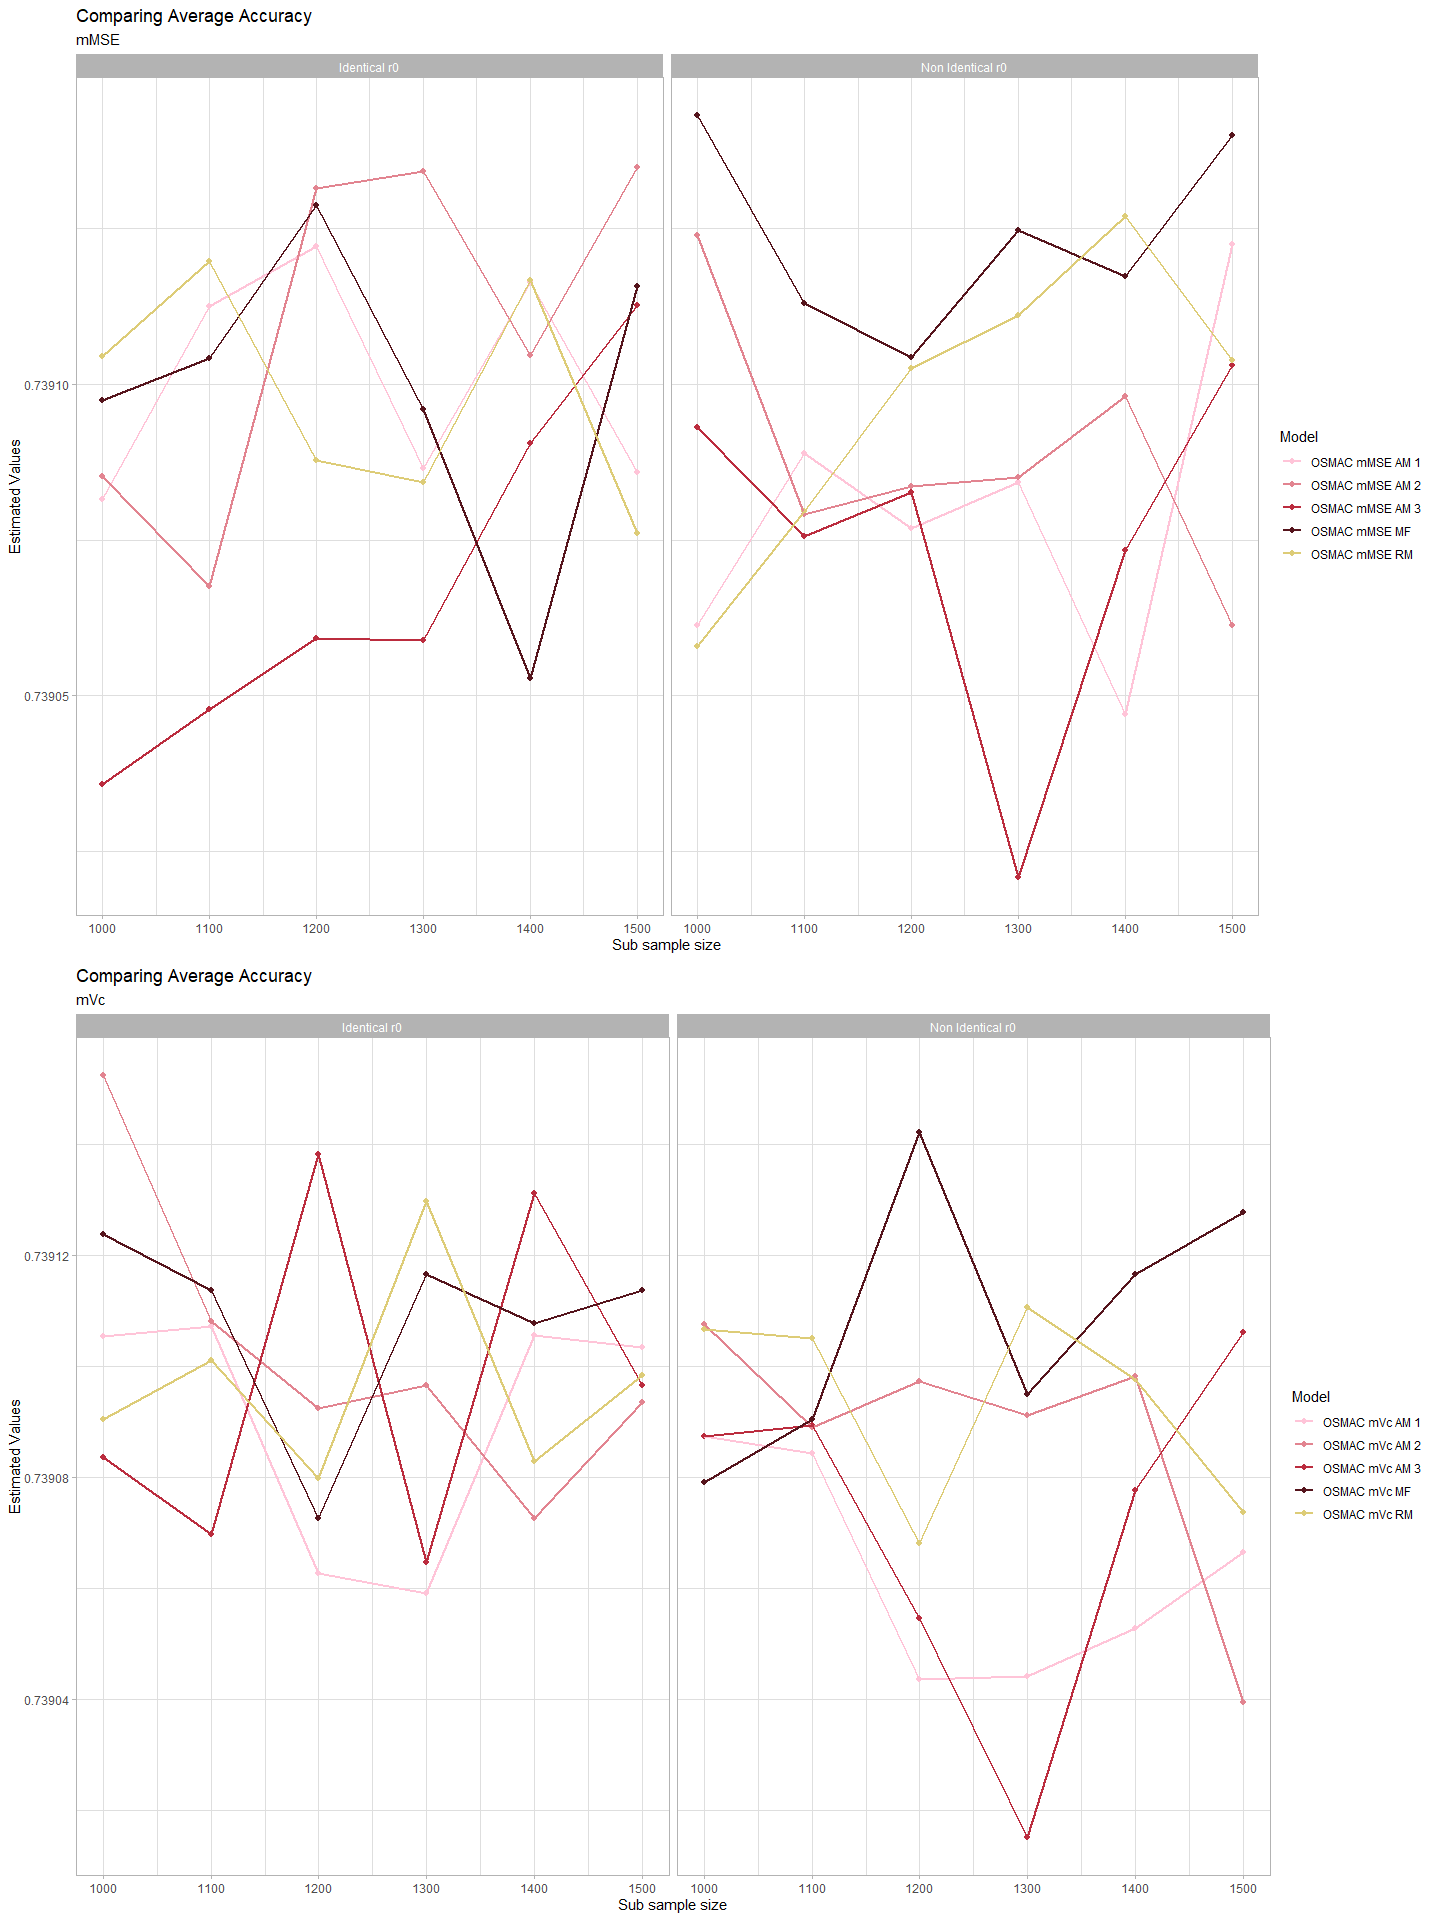 Comparing Average Accuracy
mMSE
Identical r0
Non Identical r0
0.73910
0.73905
Estimated Values
1000 1100 1200 1300 1400 1500
1000 1100 1200 1300 1400 1500
Sub sample size
Model
OSMAC mMSE AM 1
OSMAC mMSE AM 2
OSMAC mMSE AM 3
OSMAC mMSE MF
OSMAC mMSE RM
Comparing Average Accuracy
mVc
Identical r0
Non Identical r0
0.73912
0.73908
0.73904
Estimated Values
1000 1100 1200 1300 1400 1500
1000 1100 1200 1300 1400 1500
Sub sample size
Model
OSMAC mVc AM 1
OSMAC mVc AM 2
OSMAC mVc AM 3
OSMAC mVc MF
OSMAC mVc RM